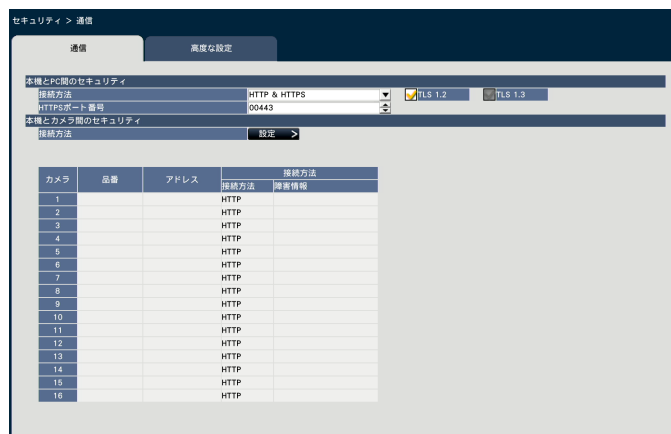 セキュリティ > 通信
通信 高度な設定
本機とPC間のセキュリティ
接続方法 HTTP & HTTPS TLS 1.2 TLS 1.3
HTTPSポート番号 00443
本機とカメラ間のセキュリティ
接続方法 設定 >
カメラ 品番 アドレス 接続方法
接続方法 障害情報
1 HTTP
2 HTTP
3 HTTP
4 HTTP
5 HTTP
6 HTTP
7 HTTP
8 HTTP
9 HTTP
10 HTTP
11 HTTP
12 HTTP
13 HTTP
14 HTTP
15 HTTP
16 HTTP